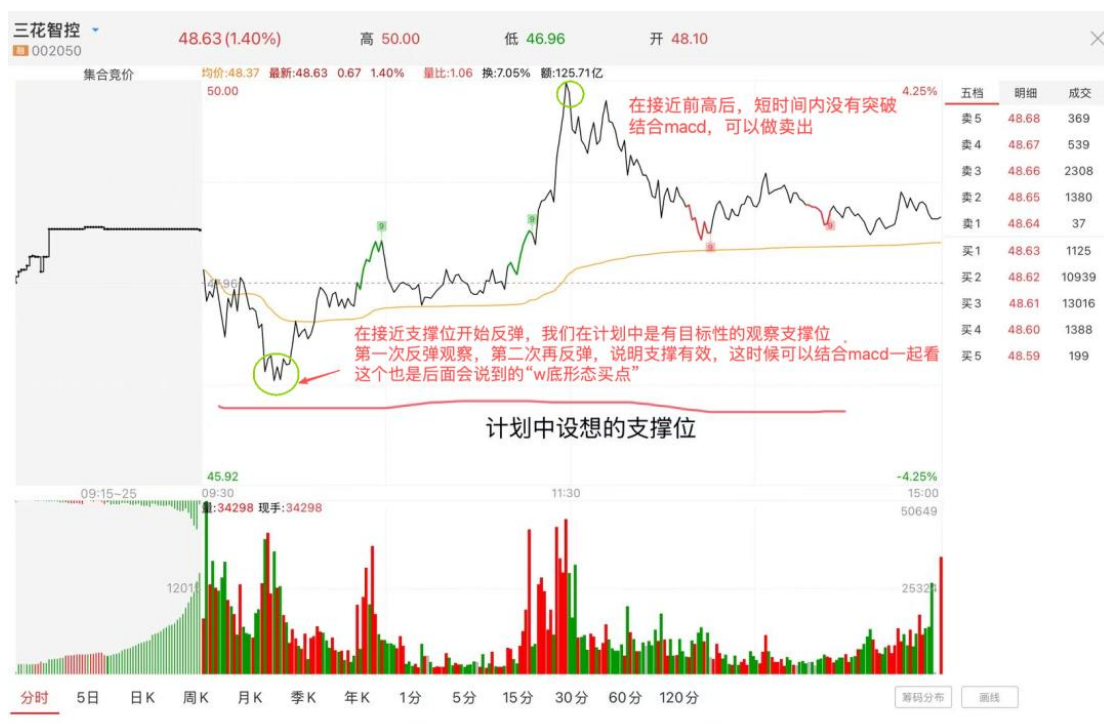 三花智控
融 002050
48.63 (1.40%) 高 50.00 低 46.96 开 48.10
集合竞价
均价:48.37 最新:48.63 0.67 1.40% 量比:1.06 换:7.05% 额:125.71亿
50.00
4.25%
在接近前高后，短时间内没有突破
结合macd，可以做卖出
9
9
9
9
47.96
在接近支撑位开始反弹，我们在计划中是有目标性的观察支撑位
第一次反弹观察，第二次再反弹，说明支撑有效，这时候可以结合macd一起看
这个也是后面会说到的“w底形态买点”
计划中设想的支撑位
45.92
-4.25%
09:15~25 09:30 11:30 15:00
量:34298 现手:34298
50649
25324
五档 明细 成交
卖5 48.68 369
卖4 48.67 539
卖3 48.66 2308
卖2 48.65 1380
卖1 48.64 37
买1 48.63 1125
买2 48.62 10939
买3 48.61 13016
买4 48.60 1388
买5 48.59 199
分时 5日 日K 周K 月K 季K 年K 1分 5分 15分 30分 60分 120分
筹码分布 画线